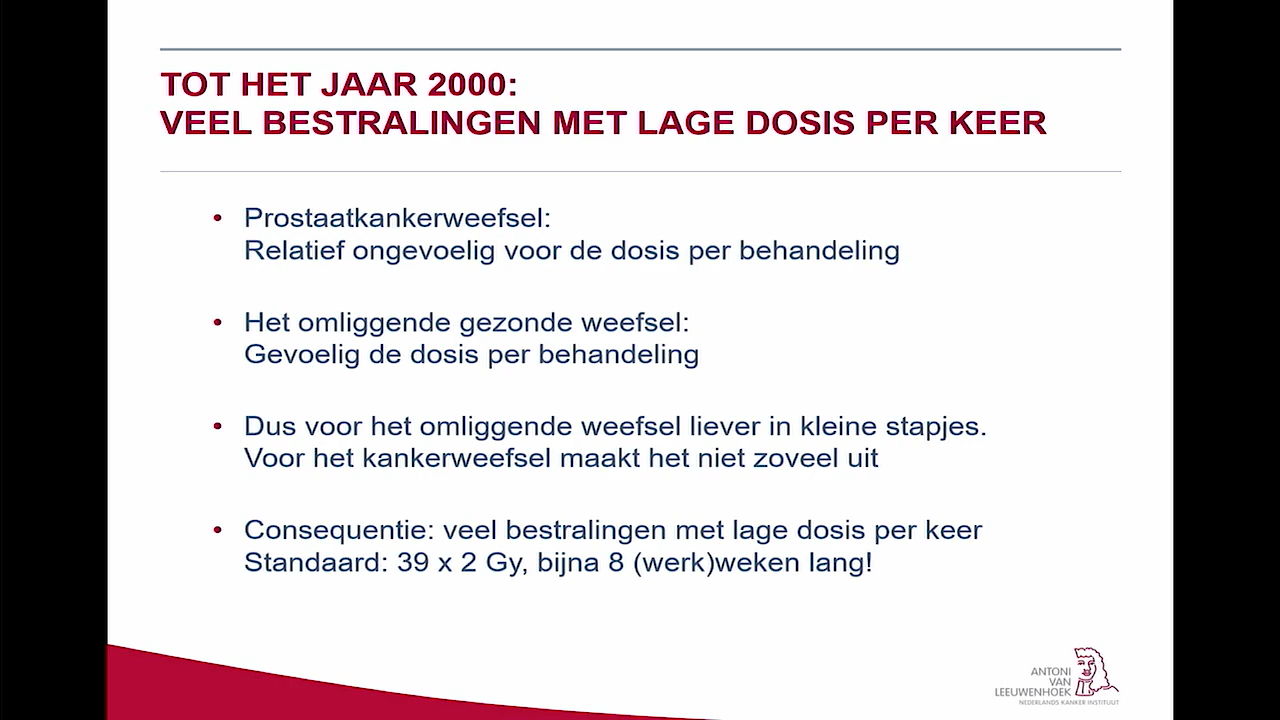 TOT HET JAAR 2000:
VEEL BESTRALINGEN MET LAGE DOSIS PER KEER
• Prostaatkankerweefsel:
Relatief ongevoelig voor de dosis per behandeling
• Het omliggende gezonde weefsel:
Gevoelig de dosis per behandeling
• Dus voor het omliggende weefsel liever in kleine stapjes.
Voor het kankerweefsel maakt het niet zoveel uit
• Consequentie: veel bestralingen met lage dosis per keer
Standaard: 39 x 2 Gy, bijna 8 (werk)weken lang!
ANTONI
VAN
LEEUWENHOEK
NEDERLANDS KANKER INSTITUUT